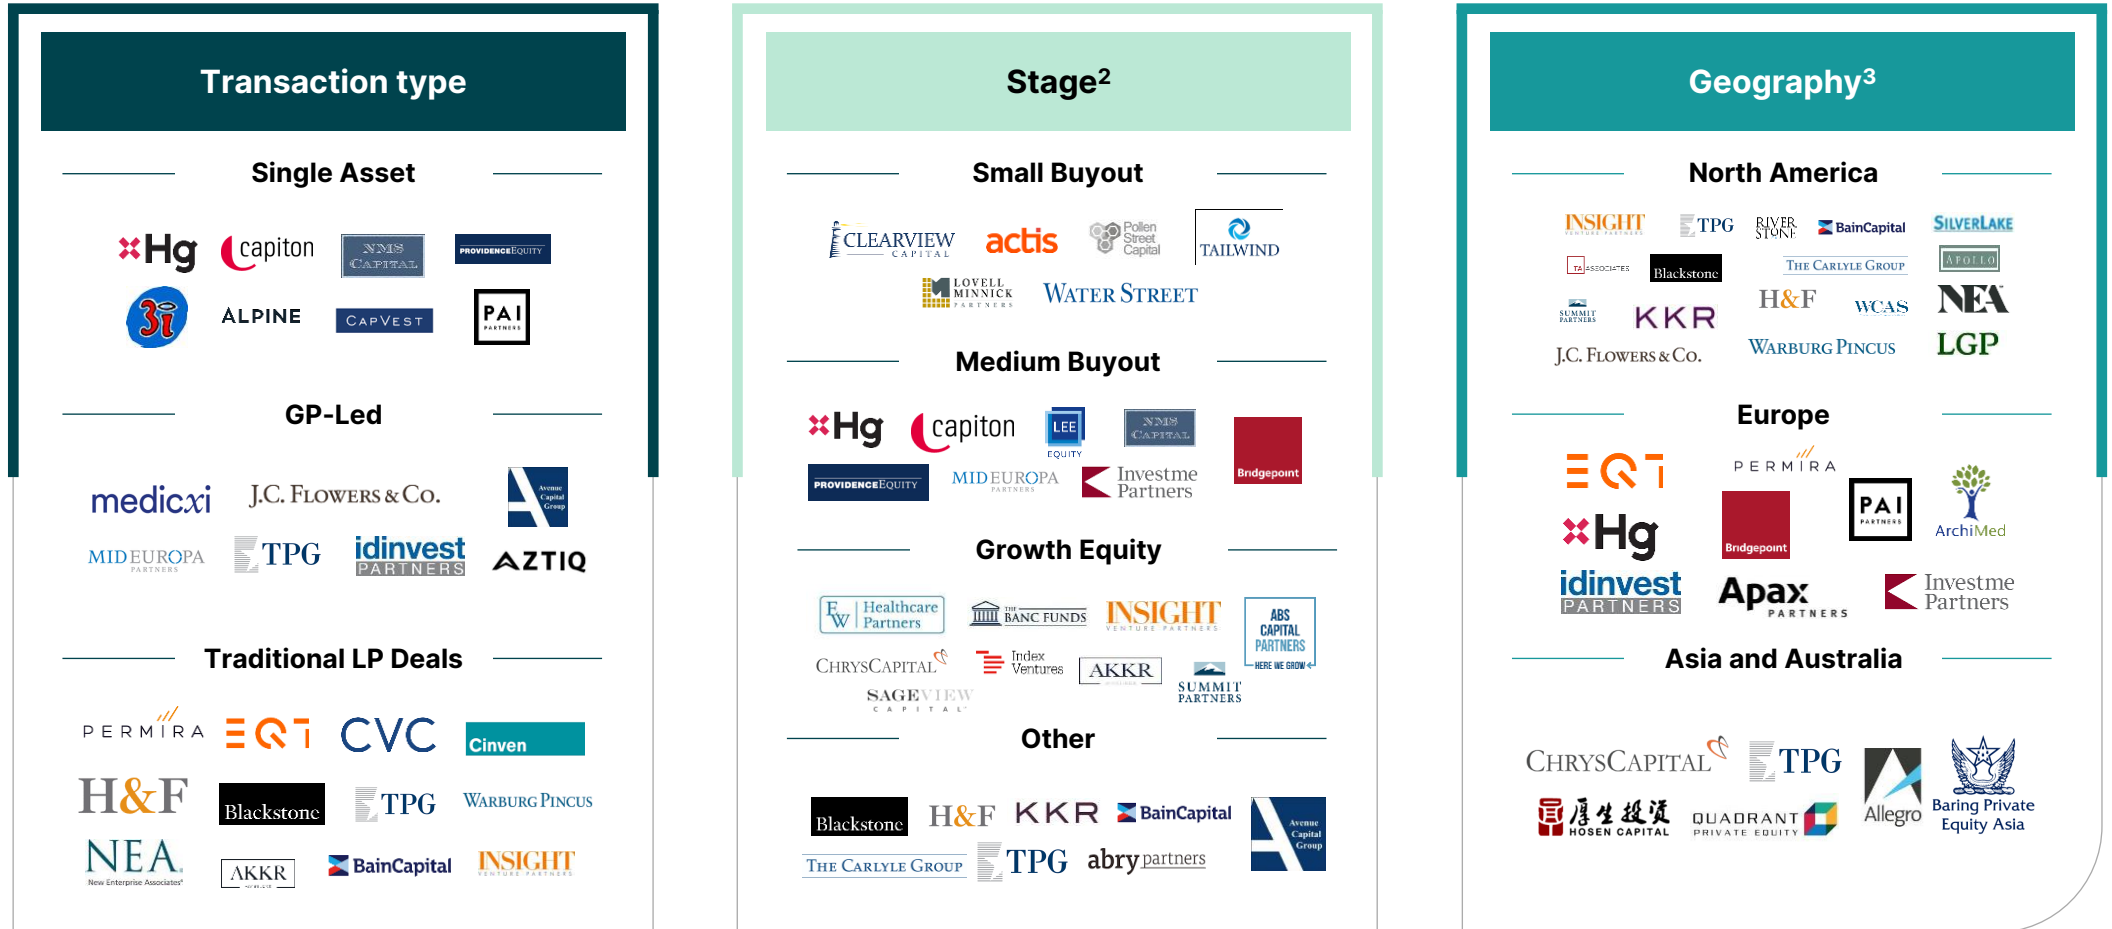 Transaction type
Single Asset
Hg
capiton
NMS
CAPITAL
PROVIDENCEEQUITY
3i
ALPINE
CAPVEST
PAI
PARTNERS
GP-Led
medicxi
J.C. FLOWERS & CO.
Avenue
Capital
Group
MIDEUROPA
PARTNERS
TPG
idinvest
PARTNERS
AZTIQ
Traditional LP Deals
PERMIRA
EQT
CVC
Cinven
H&F
Blackstone
TPG
WARBURG PINCUS
NEA
New Enterprise Associates
AKKR
BainCapital
INSIGHT
VENTURE PARTNERS
Stage2
Small Buyout
CLEARVIEW
CAPITAL
actis
Pollen
Street
Capital
TAILWIND
LOVELL
MINNICK
PARTNERS
WATER STREET
Medium Buyout
Hg
capiton
LEE
EQUITY
NMS
CAPITAL
Bridgepoint
PROVIDENCEEQUITY
MIDEUROPA
PARTNERS
Investme
Partners
Growth Equity
EW
Healthcare
Partners
THE
BANC FUNDS
INSIGHT
VENTURE PARTNERS
ABS
CAPITAL
PARTNERS
HERE WE GROW
CHRYSCAPITAL
Index
Ventures
AKKR
SUMMIT
PARTNERS
SAGEVIEW
CAPITAL
Other
Blackstone
H&F
KKR
BainCapital
Avenue
Capital
Group
THE CARLYLE GROUP
TPG
abry partners
Geography3
North America
INSIGHT
VENTURE PARTNERS
TPG
RIVER
STONE
BainCapital
SILVERLAKE
TA ASSOCIATES
Blackstone
THE CARLYLE GROUP
APOLLO
SUMMIT
PARTNERS
KKR
H&F
WCAS
NEA
J.C. FLOWERS & CO.
WARBURG PINCUS
LGP
Europe
EQT
PERMIRA
Hg
Bridgepoint
PAI
PARTNERS
ArchiMed
idinvest
PARTNERS
Apax
PARTNERS
Investme
Partners
Asia and Australia
CHRYSCAPITAL
TPG
Allegro
Baring Private
Equity Asia
厚生投资
HOSEN CAPITAL
QUADRANT
PRIVATE EQUITY